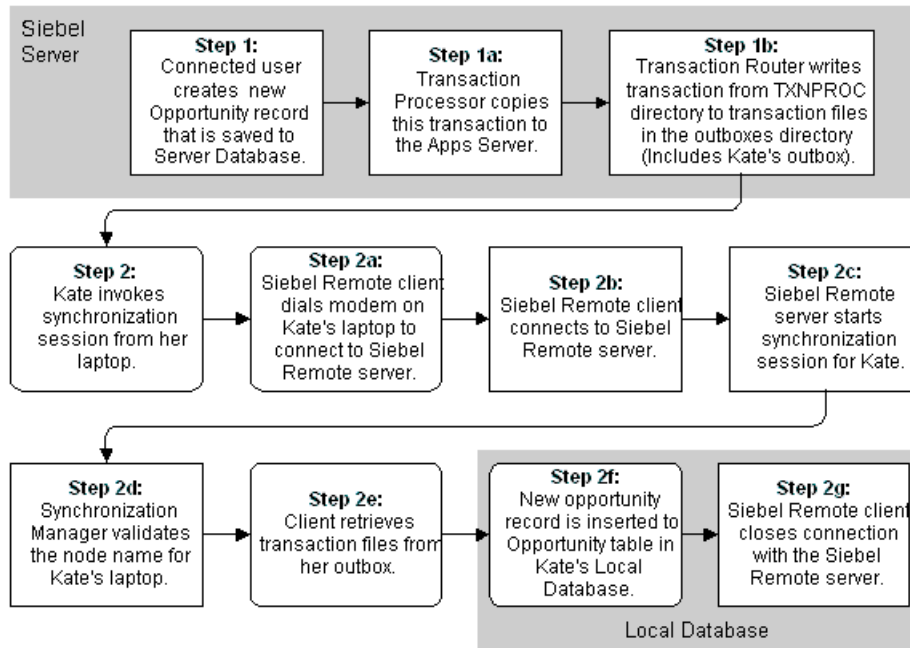 Siebel
Server
Step 1:
Connected user
creates new
Opportunity record
that is saved to
Server Database.
Step 1a:
Transaction
Processor copies
this transaction to
the Apps Server.
Step 1b:
Transaction Router writes
transaction from TXNPROC
directory to transaction files
in the outboxes directory
(Includes Kate's outbox).
Step 2:
Kate invokes
synchronization
session from her
laptop.
Step 2a:
Siebel Remote client
dials modem on
Kate's laptop to
connect to Siebel
Remote server.
Step 2b:
Siebel Remote client
connects to Siebel
Remote server.
Step 2c:
Siebel Remote
server starts
synchronization
session for Kate.
Step 2d:
Synchronization
Manager validates
the node name for
Kate's laptop.
Step 2e:
Client retrieves
transaction files from
her outbox.
Step 2f:
New opportunity
record is inserted to
Opportunity table in
Kate's Local
Database.
Step 2g:
Siebel Remote client
closes connection
with the Siebel
Remote server.
Local Database